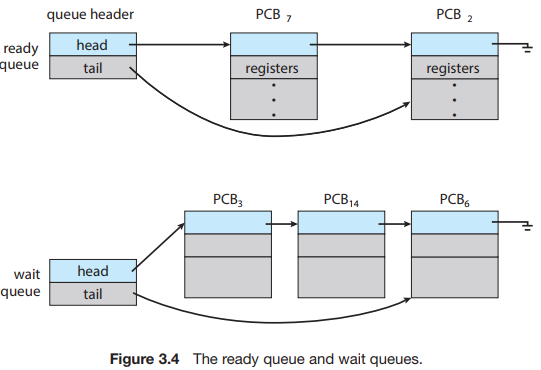 queue header
PCB 7
PCB 2
ready
queue
head
tail
registers
registers
PCB3
PCB14
PCB6
wait
queue
head
tail
Figure 3.4 The ready queue and wait queues.